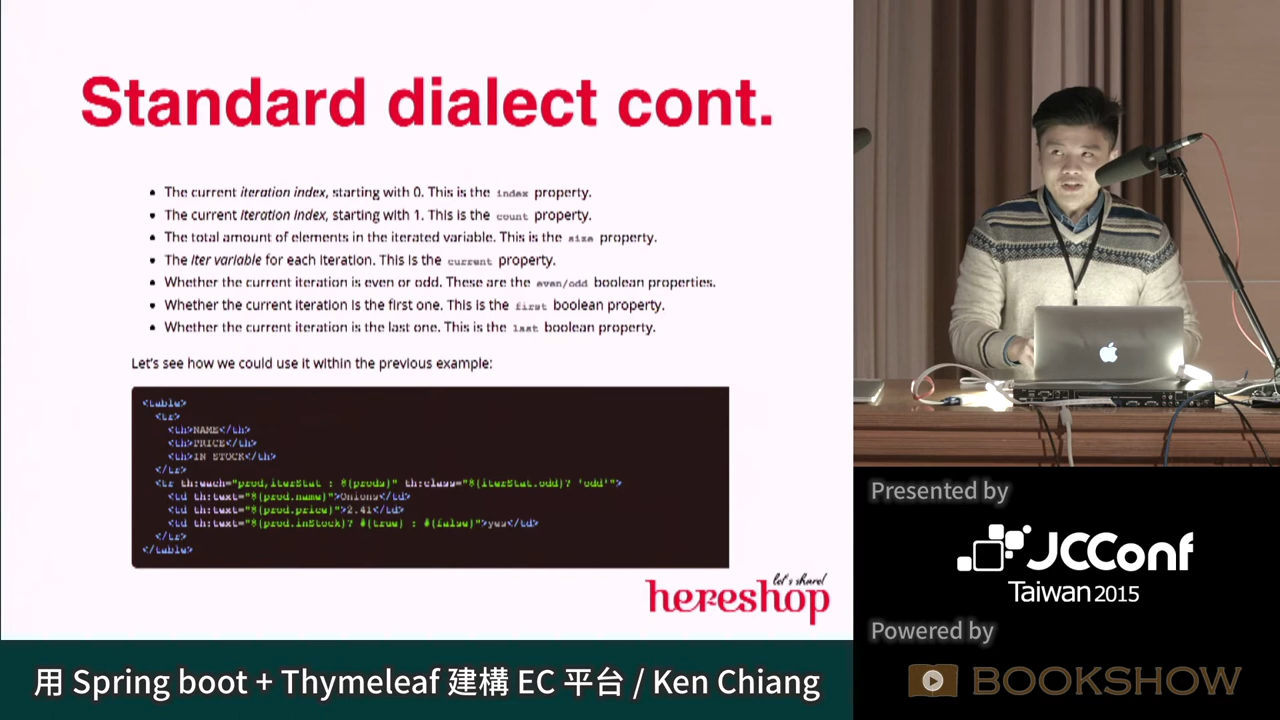 Standard dialect cont.
The current iteration index, starting with 0. This is the index property.
The current iteration index, starting with 1. This is the count property.
The total amount of elements in the iterated variable. This is the size property.
The iter variable for each iteration. This is the current property.
Whether the current iteration is even or odd. These are the even/odd boolean properties.
Whether the current iteration is the first one. This is the first boolean property.
Whether the current iteration is the last one. This is the last boolean property.
Let's see how we could use it within the previous example:
<table>
<tr>
<th>NAME</th>
<th>PRICE</th>
<th>IN STOCK</th>
</tr>
<tr th:each="prod,iterStat : ${prods}" th:class="${iterStat.odd}? 'odd'">
<td th:text="${prod.name}">Onions</td>
<td th:text="${prod.price}">2.41</td>
<td th:text="${prod.inStock}? #{true} : #{false}">yes</td>
</tr>
</table>
let's share!
hereshop
用 Spring boot + Thymeleaf 建構 EC 平台 / Ken Chiang
Presented by
JCConf
Taiwan 2015
Powered by
BOOKSHOW